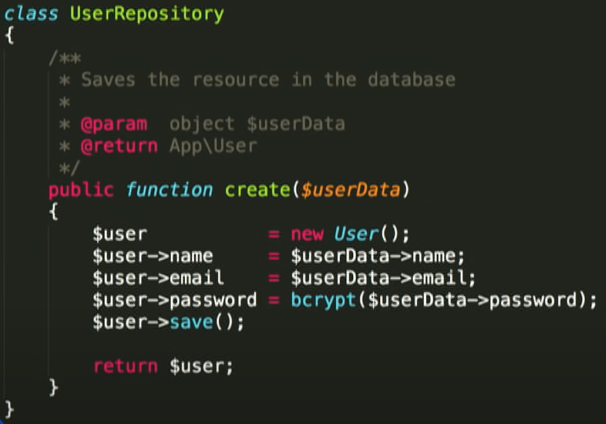 class UserRepository
{
    /**
     * Saves the resource in the database
     *
     * @param  object $userData
     * @return App\User
     */
    public function create($userData)
    {
        $user           = new User();
        $user->name     = $userData->name;
        $user->email    = $userData->email;
        $user->password = bcrypt($userData->password);
        $user->save();

        return $user;
    }
}